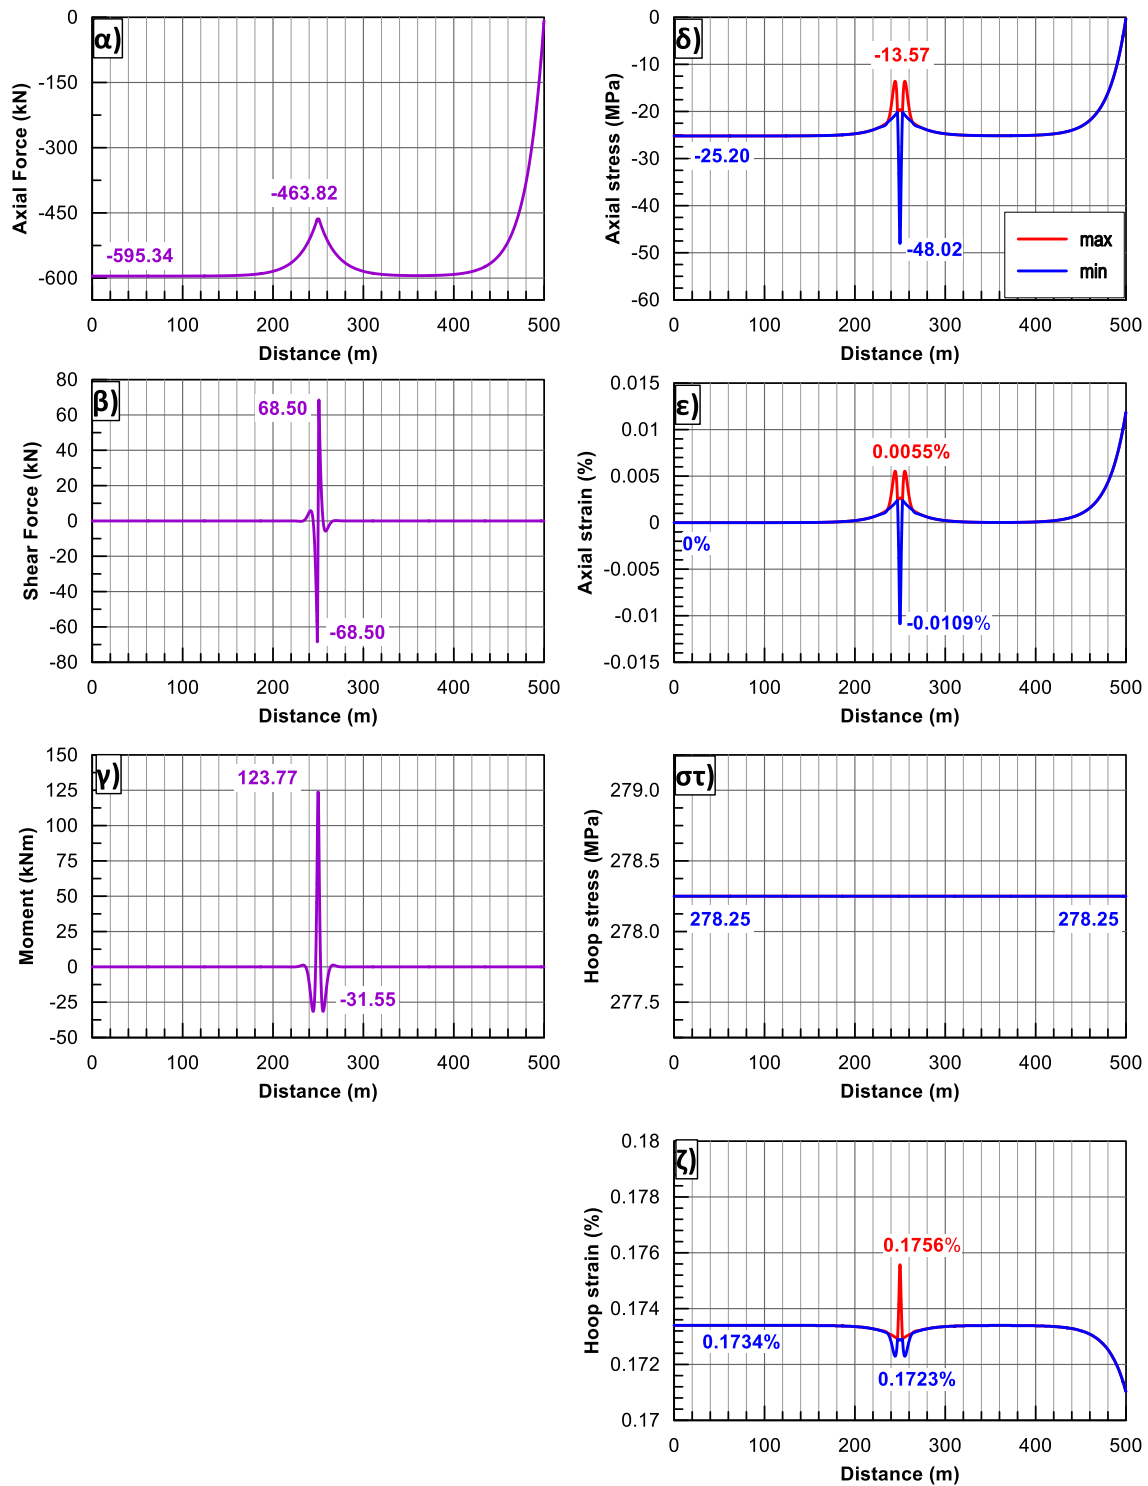 α)
Axial Force (kN)
0
-150
-300
-450
-600
-463.82
-595.34
0 100 200 300 400 500
Distance (m)
δ)
Axial stress (MPa)
0
-10
-20
-30
-40
-50
-60
-13.57
-25.20
-48.02
max
min
0 100 200 300 400 500
Distance (m)
β)
Shear Force (kN)
80
60
40
20
0
-20
-40
-60
-80
68.50
-68.50
0 100 200 300 400 500
Distance (m)
ε)
Axial strain (%)
0.015
0.01
0.005
0
-0.005
-0.01
-0.015
0.0055%
0%
-0.0109%
0 100 200 300 400 500
Distance (m)
γ)
Moment (kNm)
150
125
100
75
50
25
0
-25
-50
123.77
-31.55
0 100 200 300 400 500
Distance (m)
στ)
Hoop stress (MPa)
279.0
278.5
278.0
277.5
278.25 278.25
0 100 200 300 400 500
Distance (m)
ζ)
Hoop strain (%)
0.18
0.178
0.176
0.174
0.172
0.17
0.1756%
0.1734%
0.1723%
0 100 200 300 400 500
Distance (m)